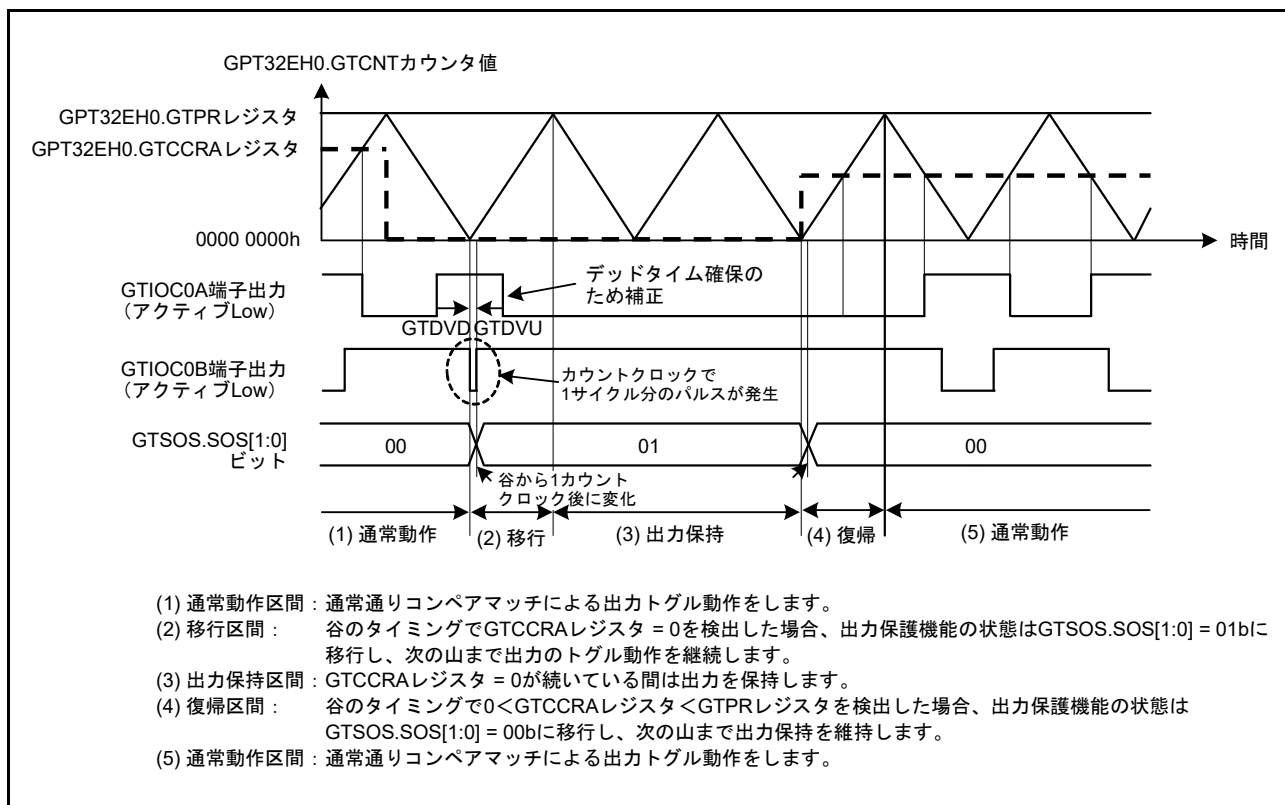 GPT32EH0.GTCNTカウンタ値
GPT32EH0.GTPRレジスタ
GPT32EH0.GTCCRAレジスタ
0000 0000h
時間
GTIOC0A端子出力
（アクティブLow）
デッドタイム確保の
ため補正
GTDVD GTDVU
GTIOC0B端子出力
（アクティブLow）
カウントクロックで
1サイクル分のパルスが発生
GTSOS.SOS[1:0]
ビット
00
01
00
谷から1カウント
クロック後に変化
(1) 通常動作
(2) 移行
(3) 出力保持
(4) 復帰
(5) 通常動作
(1) 通常動作区間：通常通りコンペアマッチによる出力トグル動作をします。
(2) 移行区間： 谷のタイミングでGTCCRAレジスタ = 0を検出した場合、出力保護機能の状態はGTSOS.SOS[1:0] = 01bに
移行し、次の山まで出力のトグル動作を継続します。
(3) 出力保持区間：GTCCRAレジスタ = 0が続いている間は出力を保持します。
(4) 復帰区間： 谷のタイミングで0＜GTCCRAレジスタ＜GTPRレジスタを検出した場合、出力保護機能の状態は
GTSOS.SOS[1:0] = 00bに移行し、次の山まで出力保持を維持します。
(5) 通常動作区間：通常通りコンペアマッチによる出力トグル動作をします。